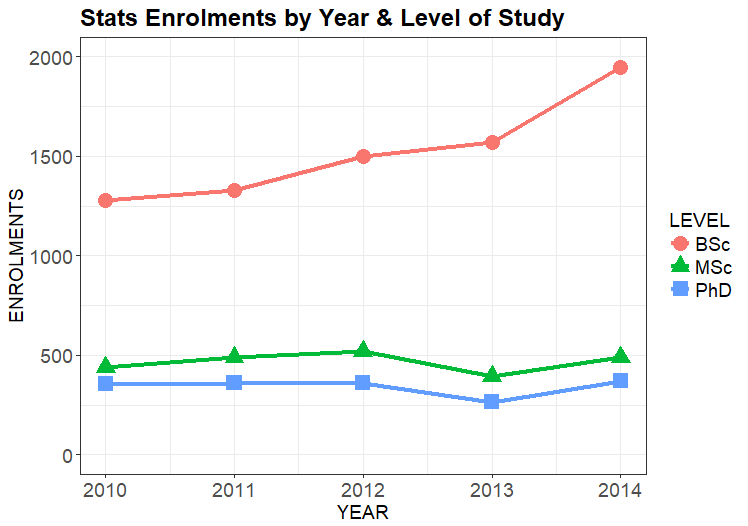 Stats Enrolments by Year & Level of Study
2000
1500
1000
500
0
ENROLMENTS
2010 2011 2012 2013 2014
YEAR
LEVEL
BSc
MSc
PhD